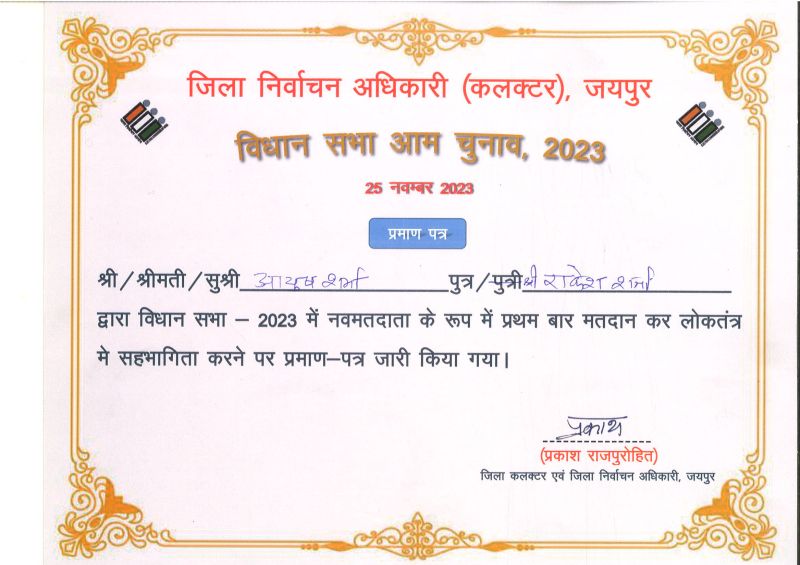 जिला निर्वाचन अधिकारी (कलक्टर), जयपुर
विधान सभा आम चुनाव, 2023
25 नवम्बर 2023
प्रमाण पत्र
श्री / श्रीमती / सुश्री आयुष शर्मा पुत्र / पुत्री श्री राकेश शर्मा
द्वारा विधान सभा – 2023 में नवमतदाता के रूप में प्रथम बार मतदान कर लोकतंत्र
मे सहभागिता करने पर प्रमाण–पत्र जारी किया गया।
प्रकाश
(प्रकाश राजपुरोहित)
जिला कलक्टर एवं जिला निर्वाचन अधिकारी, जयपुर